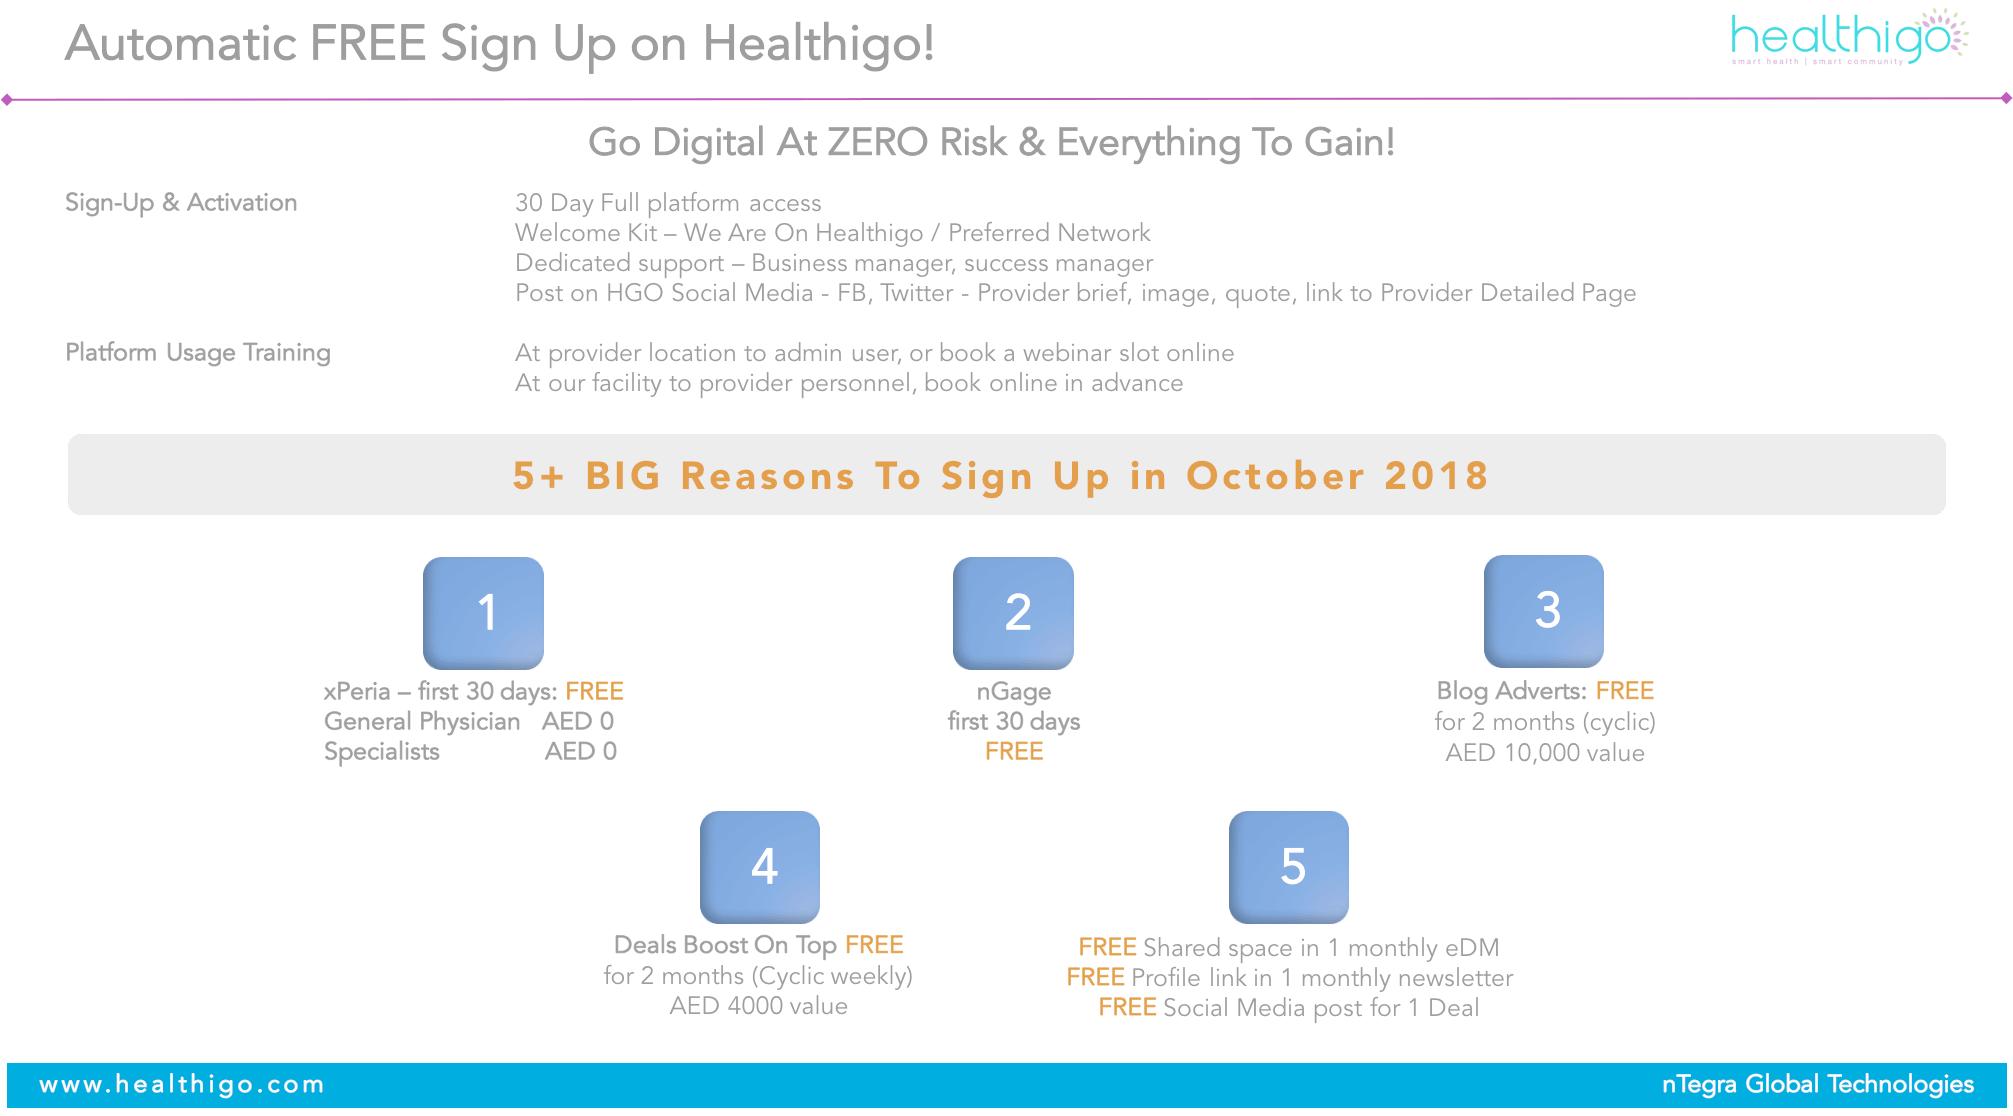 Automatic FREE Sign Up on Healthigo!
healthigo
smart health | smart community
Go Digital At ZERO Risk & Everything To Gain!
Sign-Up & Activation
30 Day Full platform access
Welcome Kit – We Are On Healthigo / Preferred Network
Dedicated support – Business manager, success manager
Post on HGO Social Media - FB, Twitter - Provider brief, image, quote, link to Provider Detailed Page
Platform Usage Training
At provider location to admin user, or book a webinar slot online
At our facility to provider personnel, book online in advance
5+ BIG Reasons To Sign Up in October 2018
1
xPeria – first 30 days: FREE
General Physician AED 0
Specialists AED 0
2
nGage
first 30 days
FREE
3
Blog Adverts: FREE
for 2 months (cyclic)
AED 10,000 value
4
Deals Boost On Top FREE
for 2 months (Cyclic weekly)
AED 4000 value
5
FREE Shared space in 1 monthly eDM
FREE Profile link in 1 monthly newsletter
FREE Social Media post for 1 Deal
www.healthigo.com
nTegra Global Technologies